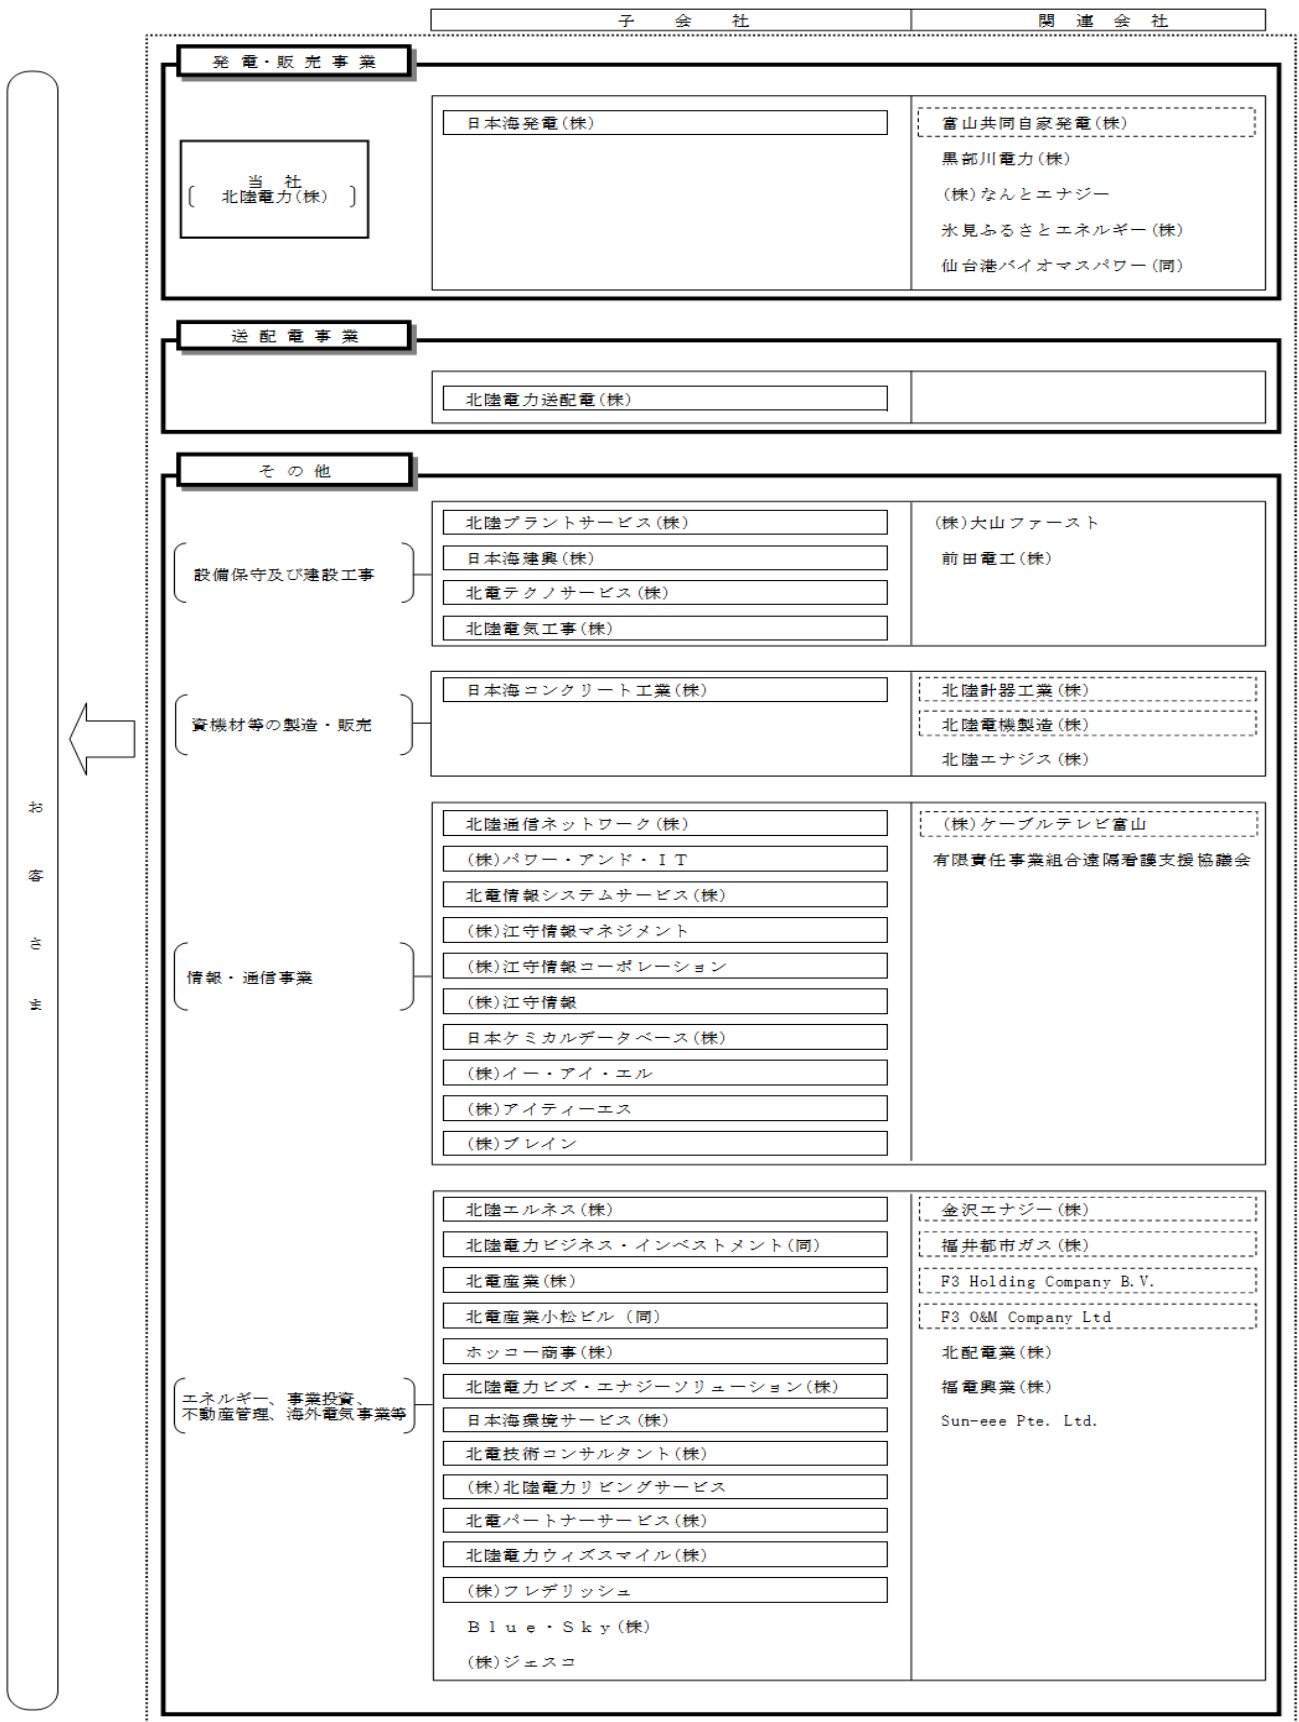 子会社 関連会社
発電・販売事業
日本海発電(株) 富山共同自家発電(株)
黒部川電力(株)
当社
北陸電力(株)
(株)なんとエナジー
氷見ふるさとエネルギー(株)
仙台港バイオマスパワー(同)
送配電事業
北陸電力送配電(株)
その他
設備保守及び建設工事
北陸プラントサービス(株) (株)大山ファースト
日本海建興(株) 前田電工(株)
北電テクノサービス(株)
北陸電気工事(株)
資機材等の製造・販売
日本海コンクリート工業(株) 北陸計器工業(株)
北陸電機製造(株)
北陸エナジス(株)
お客さま
情報・通信事業
北陸通信ネットワーク(株) (株)ケーブルテレビ富山
(株)パワー・アンド・IT 有限責任事業組合遠隔看護支援協議会
北電情報システムサービス(株)
(株)江守情報マネジメント
(株)江守情報コーポレーション
(株)江守情報
日本ケミカルデータベース(株)
(株)イー・アイ・エル
(株)アイティーエス
(株)ブレイン
エネルギー、事業投資、
不動産管理、海外電気事業等
北陸エルネス(株) 金沢エナジー(株)
北陸電力ビジネス・インベストメント(同) 福井都市ガス(株)
北電産業(株) F3 Holding Company B.V.
北電産業小松ビル(同) F3 O&M Company Ltd
ホッコー商事(株) 北配電業(株)
北陸電力ビズ・エナジーソリューション(株) 福電興業(株)
日本海環境サービス(株) Sun-eee Pte. Ltd.
北電技術コンサルタント(株)
(株)北陸電力リビングサービス
北電パートナーサービス(株)
北陸電力ウィズスマイル(株)
(株)フレデリッシュ
Blue・Sky(株)
(株)ジェスコ